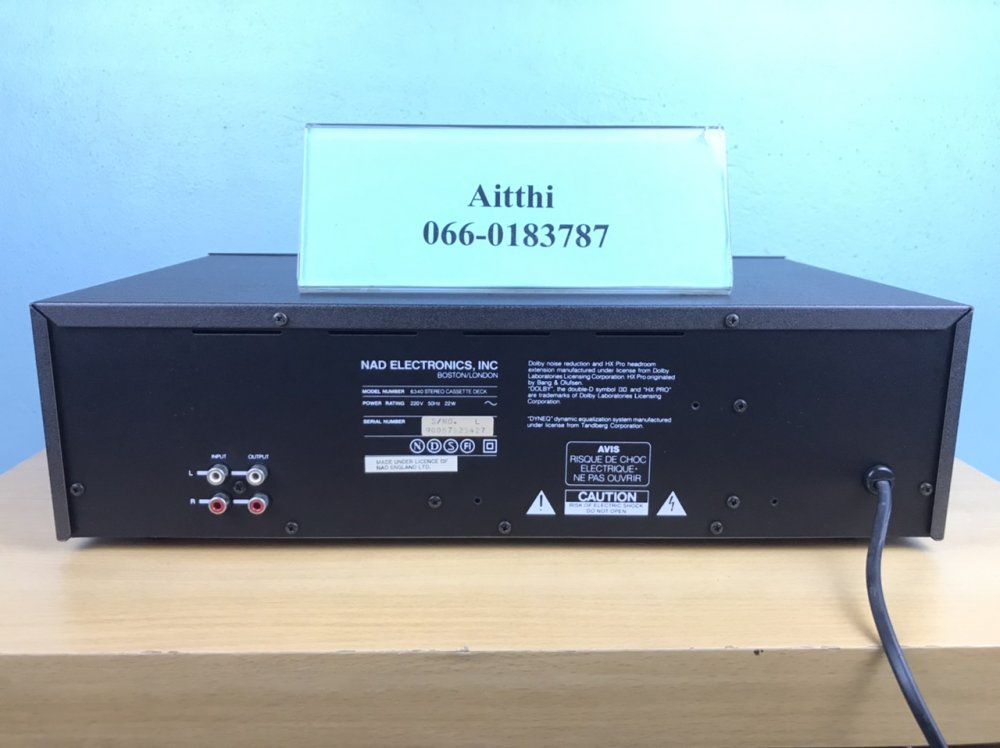 Aitthi
066-0183787
NAD ELECTRONICS, INC
BOSTON/LONDON
MODEL NUMBER 6340 STEREO CASSETTE DECK
POWER RATING 220V 50Hz 22W
SERIAL NUMBER
S/NO. L
MADE UNDER LICENCE OF
NAD ENGLAND LTD.
N D S FI
Dolby noise reduction and HX Pro headroom
extension manufactured under license from Dolby
Laboratories Licensing Corporation. HX Pro originated
by Bang & Olufsen.
"DOLBY", the double-D symbol and "HX PRO"
are trademarks of Dolby Laboratories Licensing
Corporation.
"DYNEQ" dynamic equalization system manufactured
under license from Tandberg Corporation.
AVIS
RISQUE DE CHOC
ELECTRIQUE·
NE PAS OUVRIR
CAUTION
RISK OF ELECTRIC SHOCK
DO NOT OPEN
INPUT OUTPUT
L
R